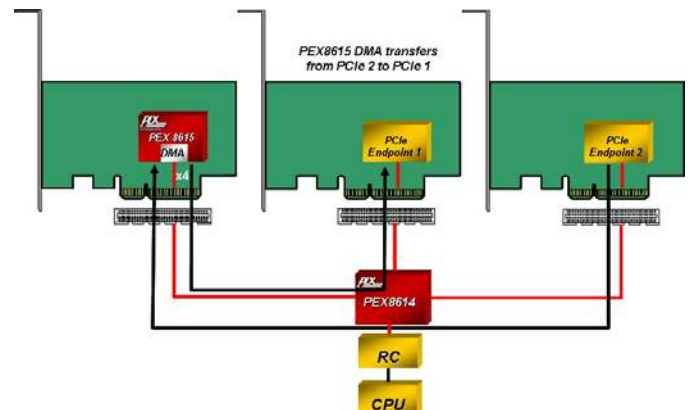 PEX8615 DMA transfers
from PCIe 2 to PCIe 1
PLX
PEX 8615
DMA
x4
PCIe
Endpoint 1
PCIe
Endpoint 2
PLX
PEX8614
RC
CPU